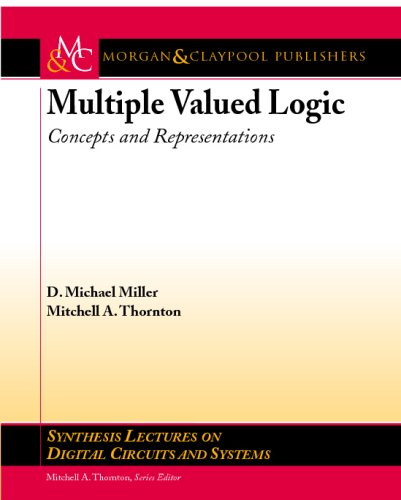 M&C MORGAN&CLAYPOOL PUBLISHERS
Multiple Valued Logic
Concepts and Representations
D. Michael Miller
Mitchell A. Thornton
SYNTHESIS LECTURES ON
DIGITAL CIRCUITS AND SYSTEMS
Mitchell A. Thornton, Series Editor